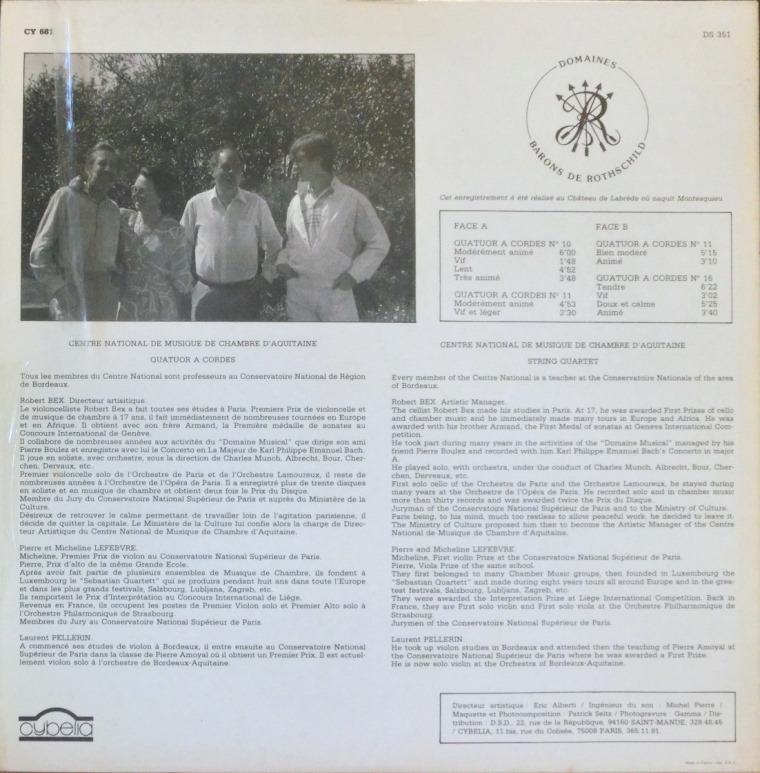 CY 681
DS 351
DOMAINES
BARONS DE ROTHSCHILD
Cet enregistrement à été réalisé au Château de Labrède où naquit Montesquieu
FACE A
QUATUOR A CORDES N° 10
Modérément animé 6'00
Vif 1'48
Lent 4'52
Très animé 3'48
QUATUOR A CORDES N° 11
Modérément animé 4'53
Vif et léger 2'30
FACE B
QUATUOR A CORDES N° 11
Bien modéré 5'15
Animé 3'10
QUATUOR A CORDES N° 16
Tendre 6'22
Vif 3'02
Doux et calme 5'25
Animé 3'40
CENTRE NATIONAL DE MUSIQUE DE CHAMBRE D'AQUITAINE
QUATUOR A CORDES
Tous les membres du Centre National sont professeurs au Conservatoire National de Région
de Bordeaux.
Robert BEX. Directeur artisitique.
Le violoncelliste Robert Bex a fait toutes ses études à Paris. Premiers Prix de violoncelle et
de musique de chambre à 17 ans, il fait immédiatement de nombreuses tournées en Europe
et en Afrique. Il obtient avec son frère Armand, la Première médaille de sonates au
Concours International de Genève.
Il collabore de nombreuses années aux activités du "Domaine Musical" que dirige son ami
Pierre Boulez et enregistre avec lui le Concerto en La Majeur de Karl Philippe Emanuel Bach.
Il joue en soliste, avec orchestre, sous la direction de Charles Munch, Albrecht, Bour, Cher-
chen, Dervaux, etc..
Premier violoncelle solo de l'Orchestre de Paris et de l'Orchestre Lamoureux, il reste de
nombreuses années à l'Orchestre de l'Opéra de Paris. Il a enregistré plus de trente disques
en soliste et en musique de chambre et obtient deux fois le Prix du Disque.
Membre du Jury du Conservatoire National Supérieur de Paris et auprès du Ministère de la
Culture.
Désireux de retrouver le calme permettant de travailler loin de l'agitation parisienne, il
décide de quitter la capitale. Le Ministère de la Culture lui confie alors la charge de Direc-
teur Artistique du Centre National de Musique de Chambre d'Aquitaine.
Pierre et Micheline LEFEBVRE.
Micheline, Premier Prix de violon au Conservatoire National Supérieur de Paris.
Pierre, Prix d'alto de la même Grande Ecole.
Après avoir fait partie de plusieurs ensembles de Musique de Chambre, ils fondent à
Luxembourg le "Sebastian Quartett" qui se produira pendant huit ans dans toute l'Europe
et dans les plus grands festivals, Salzbourg, Lubljana, Zagreb, etc.
Ils remportent le Prix d'Interprétation au Concours International de Liège.
Revenus en France, ils occupent les postes de Premier Violon solo et Premier Alto solo à
l'Orchestre Philarmonique de Strasbourg.
Membres du Jury au Conservatoire National Supérieur de Paris.
Laurent PELLERIN.
A commencé ses études de violon à Bordeaux, il entre ensuite au Conservatoire National
Supérieur de Paris dans la classe de Pierre Amoyal où il obtient un Premier Prix. Il est actuel-
lement violon solo à l'orchestre de Bordeaux-Aquitaine.
CENTRE NATIONAL DE MUSIQUE DE CHAMBRE D'AQUITAINE
STRING QUARTET
Every member of the Centre National is a teacher at the Conservatoire Nationale of the area
of Bordeaux.
Robert BEX. Artistic Manager.
The cellist Robert Bex made his studies in Paris. At 17, he was awarded First Prizes of cello
and chamber music and he immediately made many tours in Europe and Africa. He was
awarded with his brother Armand, the First Medal of sonatas at Geneva International Com-
petition.
He took part during many years in the activities of the "Domaine Musical" managed by his
friend Pierre Boulez and recorded with him Karl Philippe Emanuel Bach's Concerto in major
A.
He played solo, with orchestra, under the conduct of Charles Munch, Albrecht, Bour, Cher-
chen, Derveaux, etc.
First solo cello of the Orchestre de Paris and the Orchestre Lamoureux, he stayed during
many years at the Orchestre de l'Opéra de Paris. He recorded solo and in chamber music
more than thirty records and was awarded twice the Prix du Disque.
Juryman of the Conservatoire National Supérieur de Paris and to the Ministry of Culture.
Paris being, to his mind, much too restless to allow peaceful work, he decided to leave it.
The Ministry of Culture proposed him then to become the Artistic Manager of the Centre
National de Musique de Chambre d'Aquitaine.
Pierre and Micheline LEFEBVRE.
Micheline, First violin Prize at the Conservatoire National Supérieur de Paris.
Pierre, Viola Prize of the same school.
They first belonged to many Chamber Music groups, then founded in Luxembourg the
"Sebastian Quartett" and made during eight years tours all around Europe and in the grea-
test festivals, Salzbourg, Lubljana, Zagreb, etc.
They were awarded the Interpretation Prize et Liège International Competition. Back in
France, they are First solo violin and First solo viola at the Orchestre Philharmonique de
Strasbourg.
Jurymen of the Conservatoire National Supérieur de Paris.
Laurent PELLERIN.
He took up violin studies in Bordeaux and attended then the teaching of Pierre Amoyal at
the Conservatoire National Supérieur de Paris where he was awarded a First Prize.
He is now solo violin at the Orchestra of Bordeaux-Aquitaine.
cybelia
Directeur artistique : Eric Alberti / Ingénieur du son : Michel Pierre /
Maquette et Photocomposition : Patrick Seitz / Photogravure : Gamma / Dis-
tribution : D.S.D., 22, rue de la République, 94160 SAINT-MANDE, 328.45.45
/ CYBELIA, 11 bis, rue du Colisée, 75008 PARIS, 365.11.91.